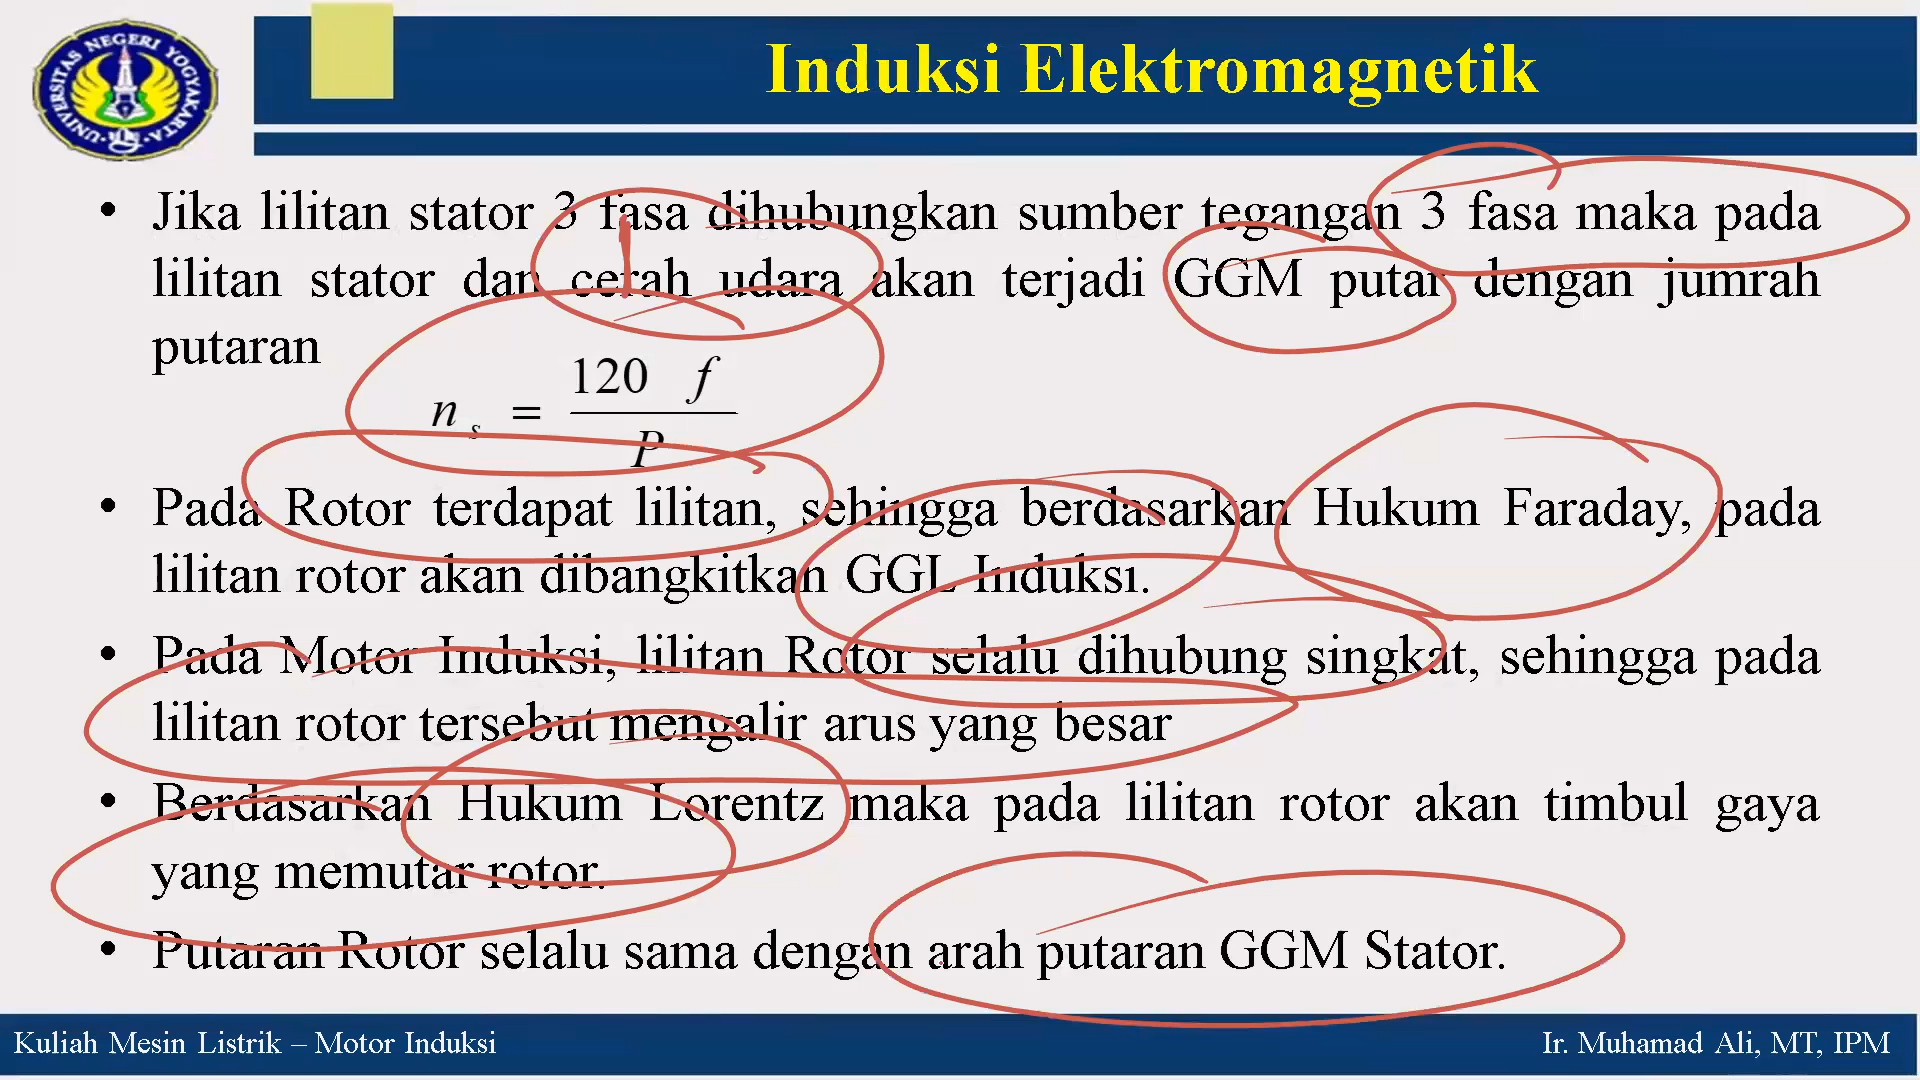 UNIVERSITAS NEGERI YOGYAKARTA
UNY
Induksi Elektromagnetik
• Jika lilitan stator 3 fasa dihubungkan sumber tegangan 3 fasa maka pada
lilitan stator dan cerah udara akan terjadi GGM putar dengan jumrah
putaran
n s = 120 f / P
• Pada Rotor terdapat lilitan, sehingga berdasarkan Hukum Faraday, pada
lilitan rotor akan dibangkitkan GGL Induksi.
• Pada Motor Induksi, lilitan Rotor selalu dihubung singkat, sehingga pada
lilitan rotor tersebut mengalir arus yang besar
• Berdasarkan Hukum Lorentz maka pada lilitan rotor akan timbul gaya
yang memutar rotor.
• Putaran Rotor selalu sama dengan arah putaran GGM Stator.
Kuliah Mesin Listrik – Motor Induksi
Ir. Muhamad Ali, MT, IPM